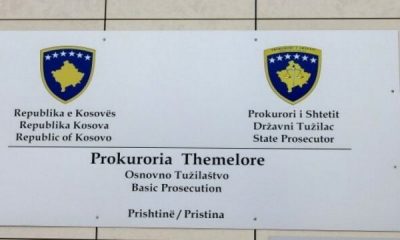 Republika e Kosovës
Republika Kosova
Republic of Kosovo
Prokurori i Shtetit
Državni Tužilac
State Prosecutor
Prokuroria Themelore
Osnovno Tužilaštvo
Basic Prosecution
Prishtinë / Pristina